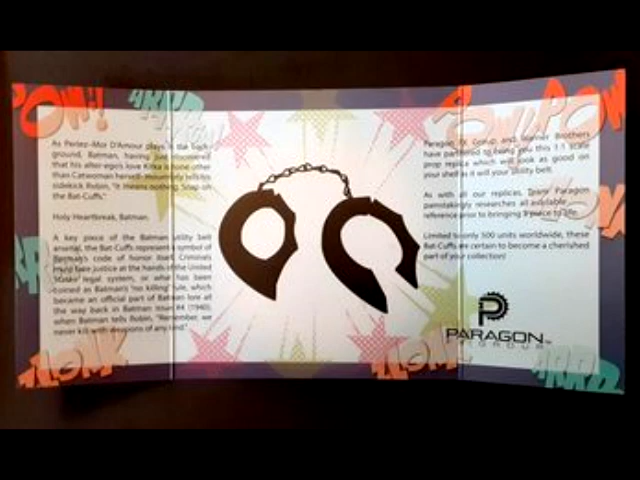 POW!!
ARRR
POW!
POW
As Parlez-Moi D'Amour plays in the back-
ground, Batman, having just discovered
that his alter-ego's love Kitka is none other
than Catwoman herself- mournfully tells his
sidekick Robin, "It means nothing. Snap on
the Bat-Cuffs."
Holy Heartbreak, Batman.
A key piece of the Batman utility belt
arsenal, the Bat-Cuffs represent a symbol of
Batman's code of honor itself. Criminals
must face justice at the hands of the United
States' legal system, or what has been
coined as Batman's "no killing" rule, which
became an official part of Batman lore all
the way back in Batman issue #4 (1940),
when Batman tells Robin, "Remember, we
never kill with weapons of any kind."
Paragon FX Group and Warner Brothers
have partnered to bring you this 1:1 scale
prop replica which will look as good on
your shelf as it will your utility belt.
As with all our replicas, Team Paragon
painstakingly researches all available
reference prior to bringing a piece to life.
Limited to only 500 units worldwide, these
Bat-Cuffs are certain to become a cherished
part of your collection!
PARAGON
FX GROUP